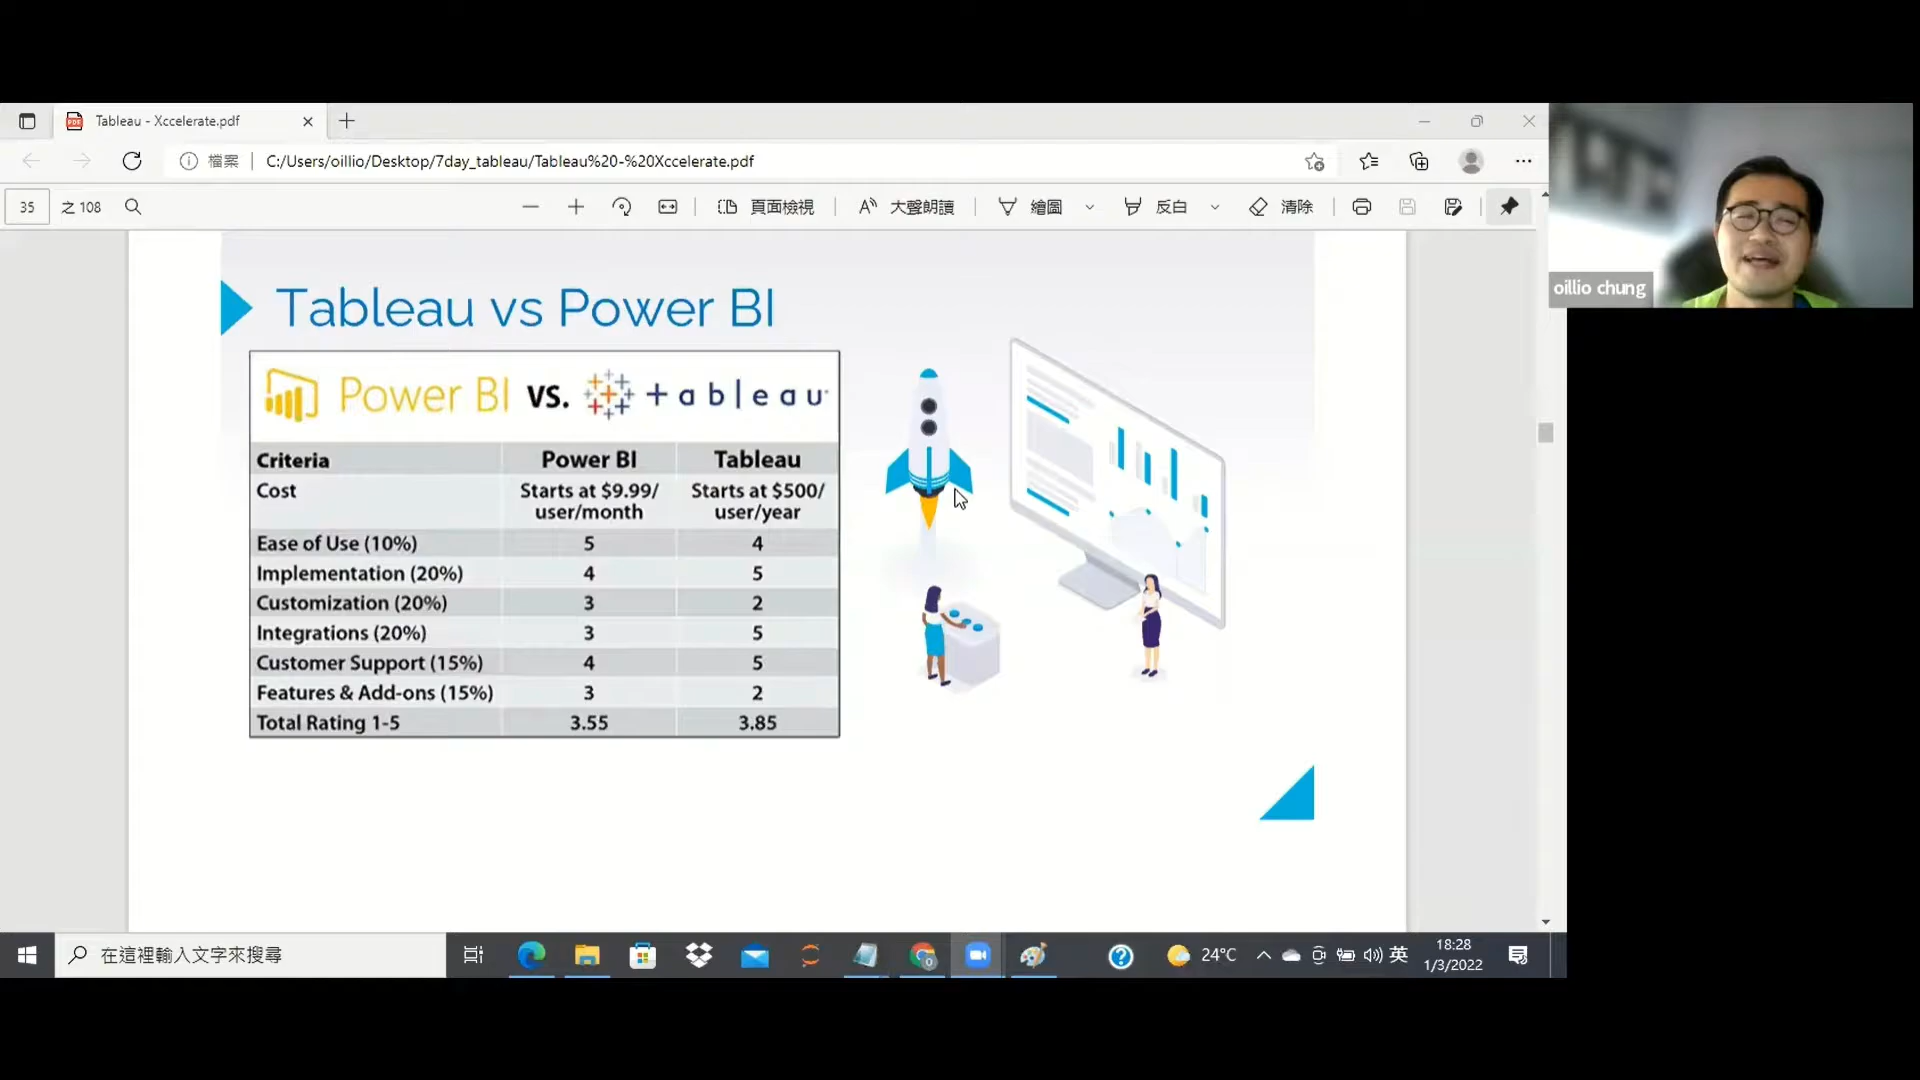 Tableau - Xccelerate.pdf
檔案
C:/Users/oillio/Desktop/7day_tableau/Tableau%20-%20Xccelerate.pdf
35 之 108 頁面檢視 大聲朗讀 繪圖 反白 清除
oillio chung
Tableau vs Power BI
Power BI vs. +ableau
Criteria Power BI Tableau
Cost Starts at $9.99/ Starts at $500/
user/month user/year
Ease of Use (10%) 5 4
Implementation (20%) 4 5
Customization (20%) 3 2
Integrations (20%) 3 5
Customer Support (15%) 4 5
Features & Add-ons (15%) 3 2
Total Rating 1-5 3.55 3.85
在這裡輸入文字來搜尋
24°C
英
18:28
1/3/2022